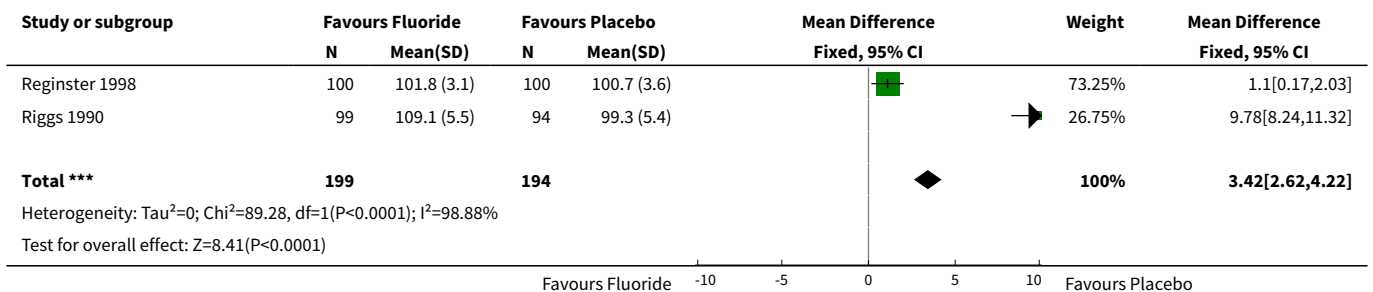 Study or subgroup Favours Fluoride Favours Placebo Mean Difference Weight Mean Difference
N Mean(SD) N Mean(SD) Fixed, 95% CI Fixed, 95% CI
Reginster 1998 100 101.8 (3.1) 100 100.7 (3.6) 73.25% 1.1[0.17,2.03]
Riggs 1990 99 109.1 (5.5) 94 99.3 (5.4) 26.75% 9.78[8.24,11.32]
Total *** 199 194 100% 3.42[2.62,4.22]
Heterogeneity: Tau²=0; Chi²=89.28, df=1(P<0.0001); I²=98.88%
Test for overall effect: Z=8.41(P<0.0001)
Favours Fluoride -10 -5 0 5 10 Favours Placebo